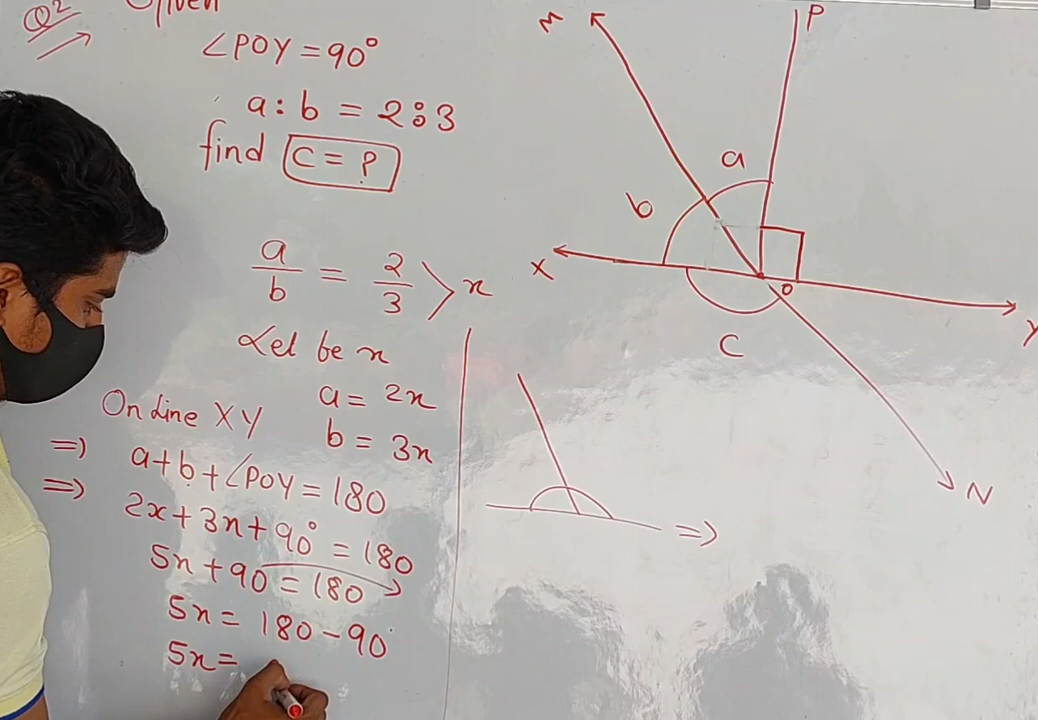 Q2 Given
∠POY = 90°
a : b = 2 : 3
find C = ?
a/b = 2/3 > x
Let be x
a = 2x
On Line XY
b = 3x
=> a + b + ∠POY = 180
=> 2x + 3x + 90° = 180
5x + 90 = 180
5x = 180 - 90
5x =
M
P
a
b
X
O
Y
C
N
=>